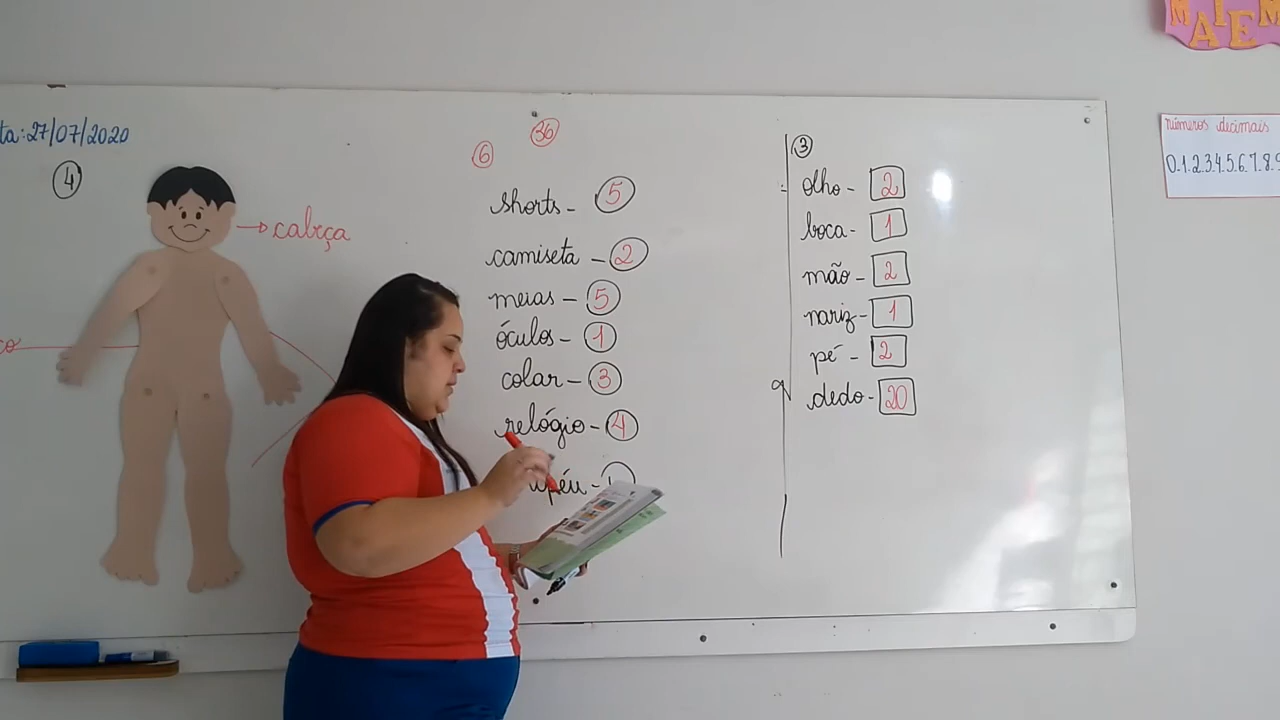 ta: 27/07/2020
4
cabeça
6
36
shorts - 5
camiseta - 2
meias - 5
óculos - 1
colar - 3
relógio - 4
3
olho - 2
boca - 1
mão - 2
nariz - 1
pé - 2
dedo - 20
MATEM
números decimais
0.1.2.3.4.5.6.7.8.9